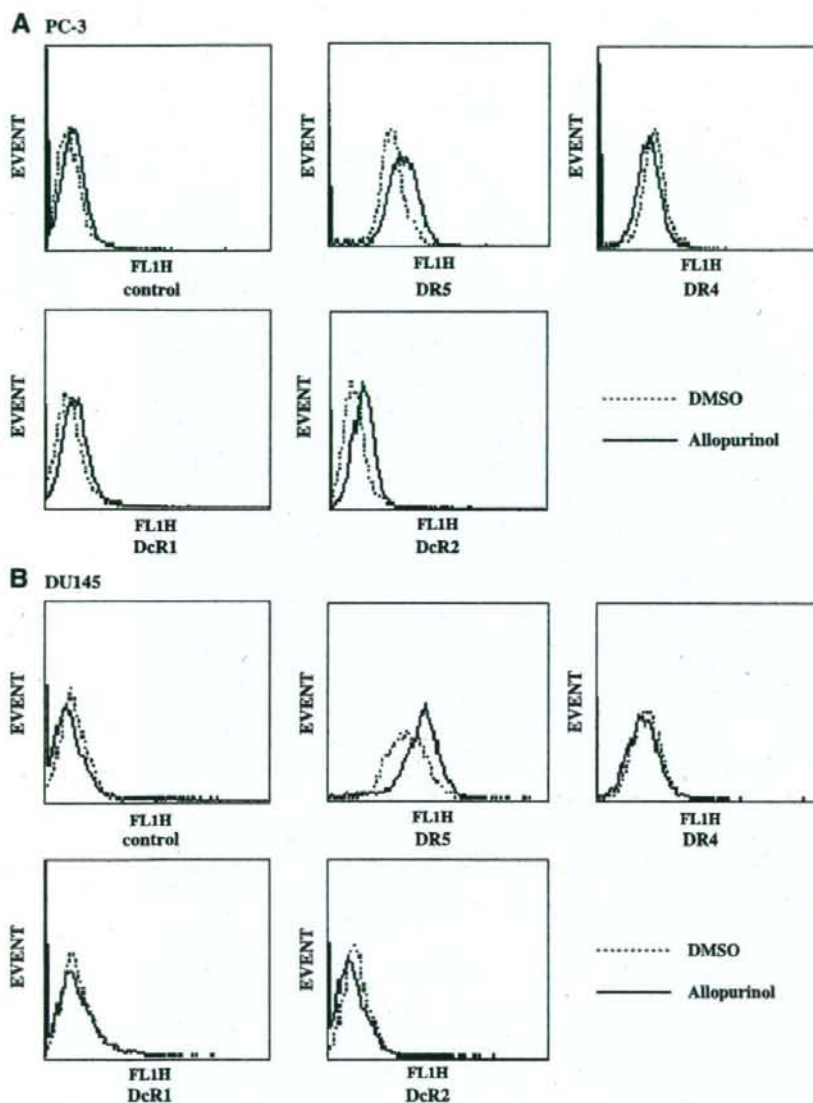 A PC-3
EVENT
FL1H
control
EVENT
FL1H
DR5
EVENT
FL1H
DR4
EVENT
FL1H
DcR1
EVENT
FL1H
DcR2
DMSO
Allopurinol
B DU145
EVENT
FL1H
control
EVENT
FL1H
DR5
EVENT
FL1H
DR4
EVENT
FL1H
DcR1
EVENT
FL1H
DcR2
DMSO
Allopurinol